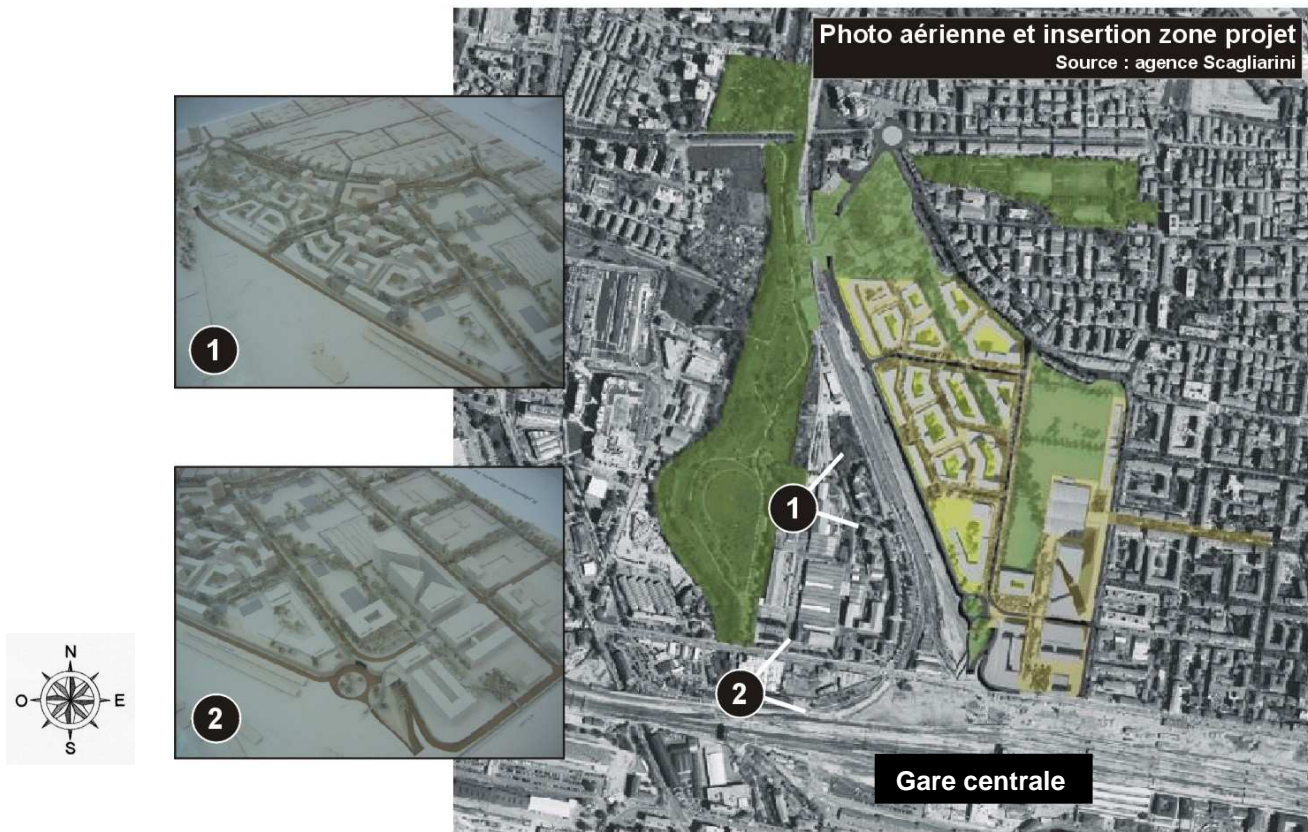 Photo aérienne et insertion zone projet
Source : agence Scagliarini
1
2
N
O
E
S
1
2
Gare centrale